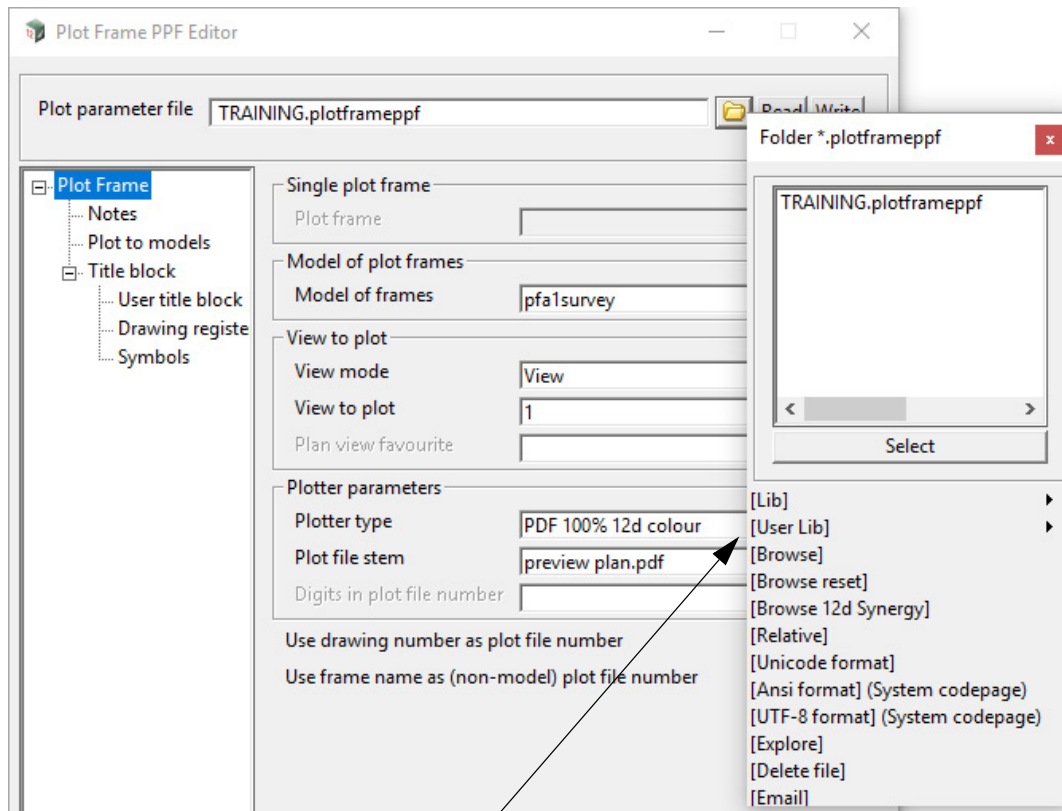 Plot Frame PPF Editor
Plot parameter file
TRAINING.plotframeppf
Read
Write
Plot Frame
Notes
Plot to models
Title block
User title block
Drawing registe
Symbols
Single plot frame
Plot frame
Model of plot frames
Model of frames
pfa1survey
View to plot
View mode
View
View to plot
1
Plan view favourite
Plotter parameters
Plotter type
PDF 100% 12d colour
Plot file stem
preview plan.pdf
Digits in plot file number
Use drawing number as plot file number
Use frame name as (non-model) plot file number
Folder *.plotframeppf
x
TRAINING.plotframeppf
Select
[Lib]
[User Lib]
[Browse]
[Browse reset]
[Browse 12d Synergy]
[Relative]
[Unicode format]
[Ansi format] (System codepage)
[UTF-8 format] (System codepage)
[Explore]
[Delete file]
[Email]